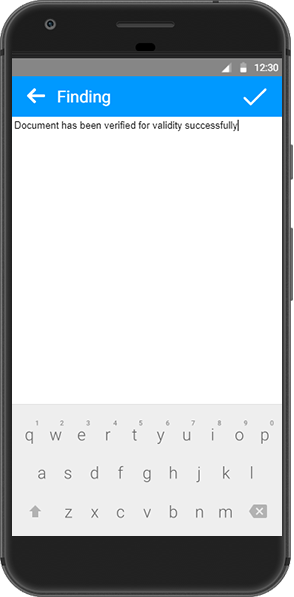 12:30
Finding
Document has been verified for validity successfully
1 2 3 4 5 6 7 8 9 0
q w e r t y u i o p
a s d f g h j k l
z x c v b n m